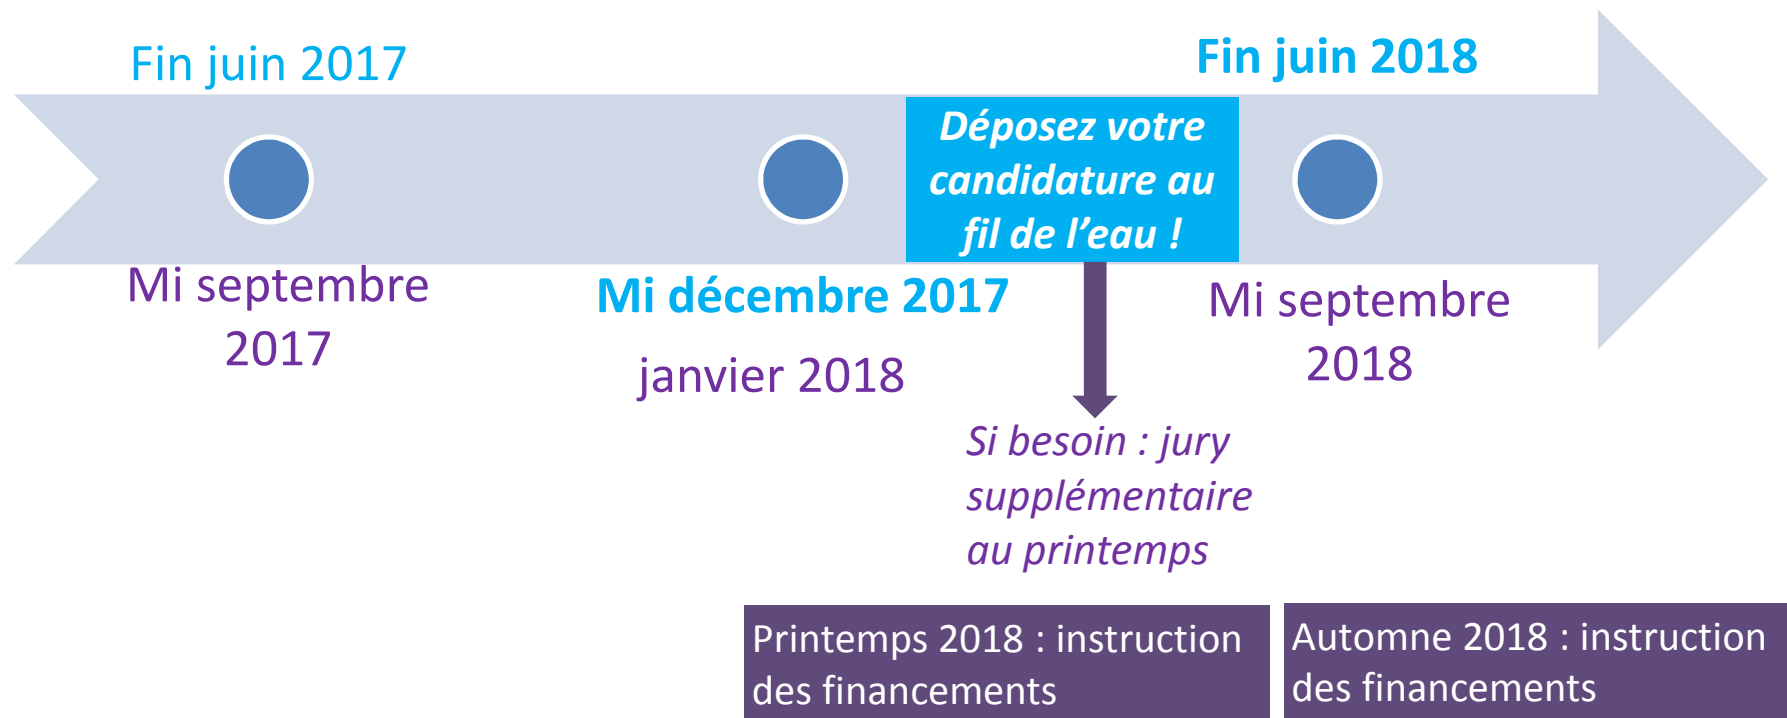 Fin juin 2017
Fin juin 2018
Déposez votre
candidature au
fil de l’eau !
Mi septembre
2017
Mi décembre 2017
janvier 2018
Mi septembre
2018
Si besoin : jury
supplémentaire
au printemps
Printemps 2018 : instruction
des financements
Automne 2018 : instruction
des financements